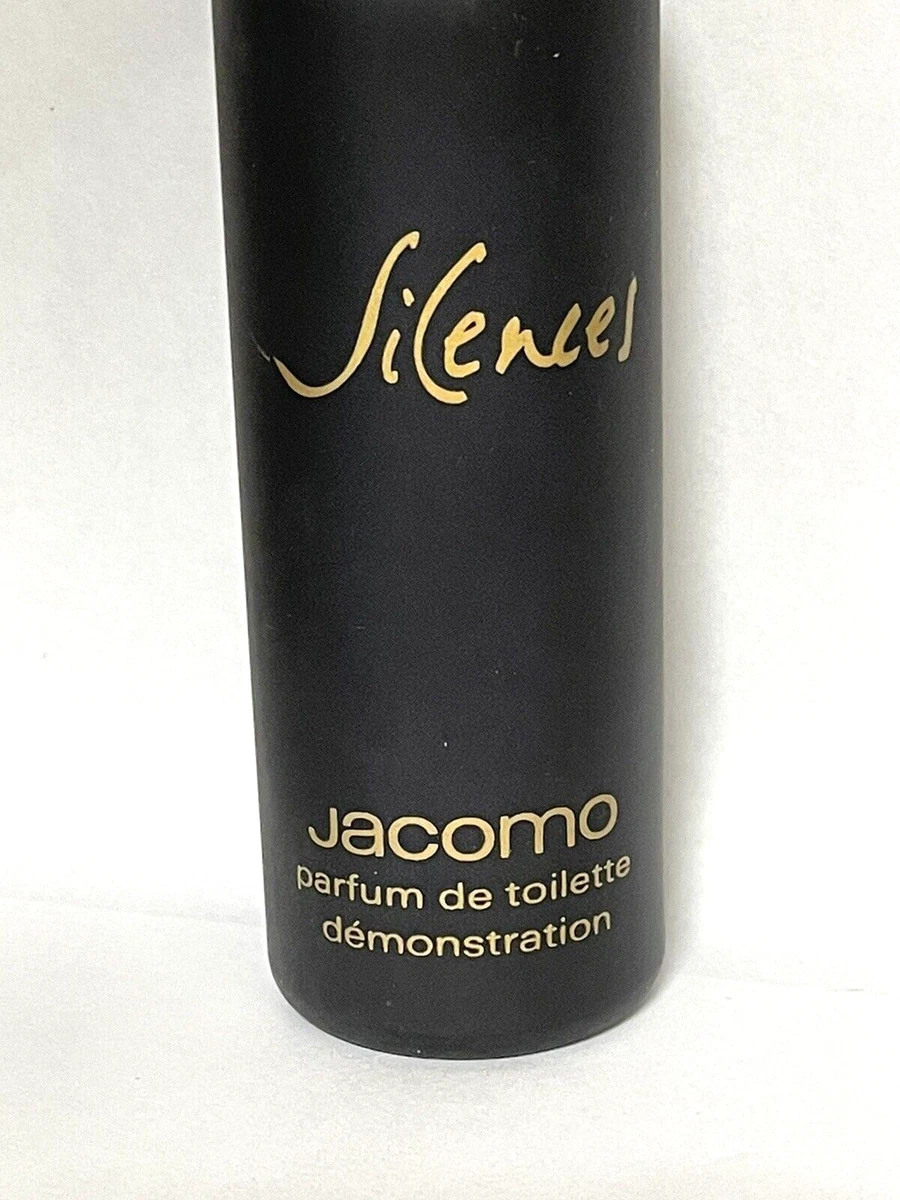 Silences
Jacomo
parfum de toilette
démonstration